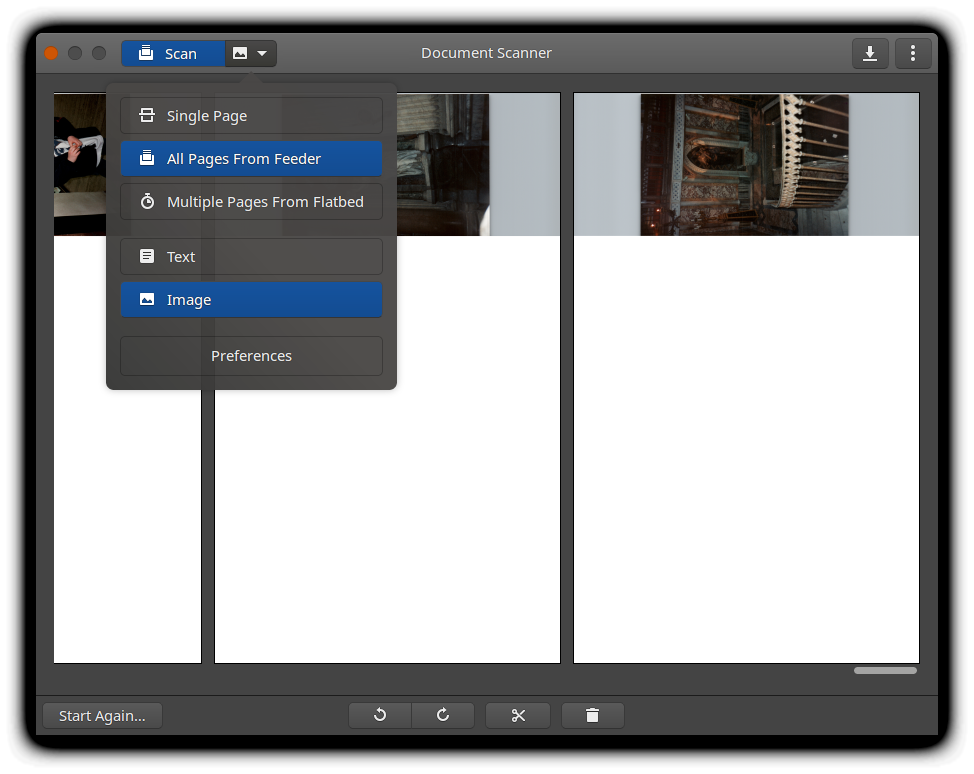 Scan
Document Scanner
Single Page
All Pages From Feeder
Multiple Pages From Flatbed
Text
Image
Preferences
Start Again...